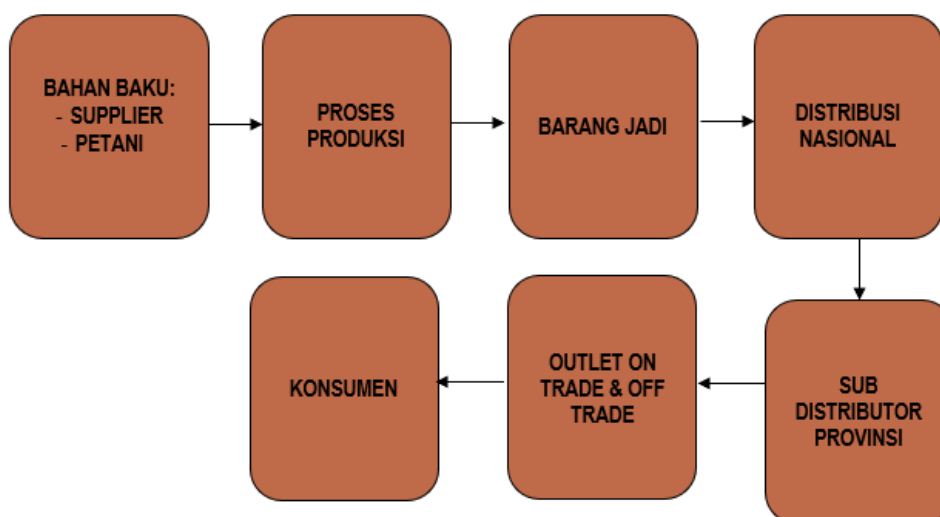 BAHAN BAKU:
- SUPPLIER
- PETANI
PROSES
PRODUKSI
BARANG JADI
DISTRIBUSI
NASIONAL
SUB
DISTRIBUTOR
PROVINSI
OUTLET ON
TRADE & OFF
TRADE
KONSUMEN